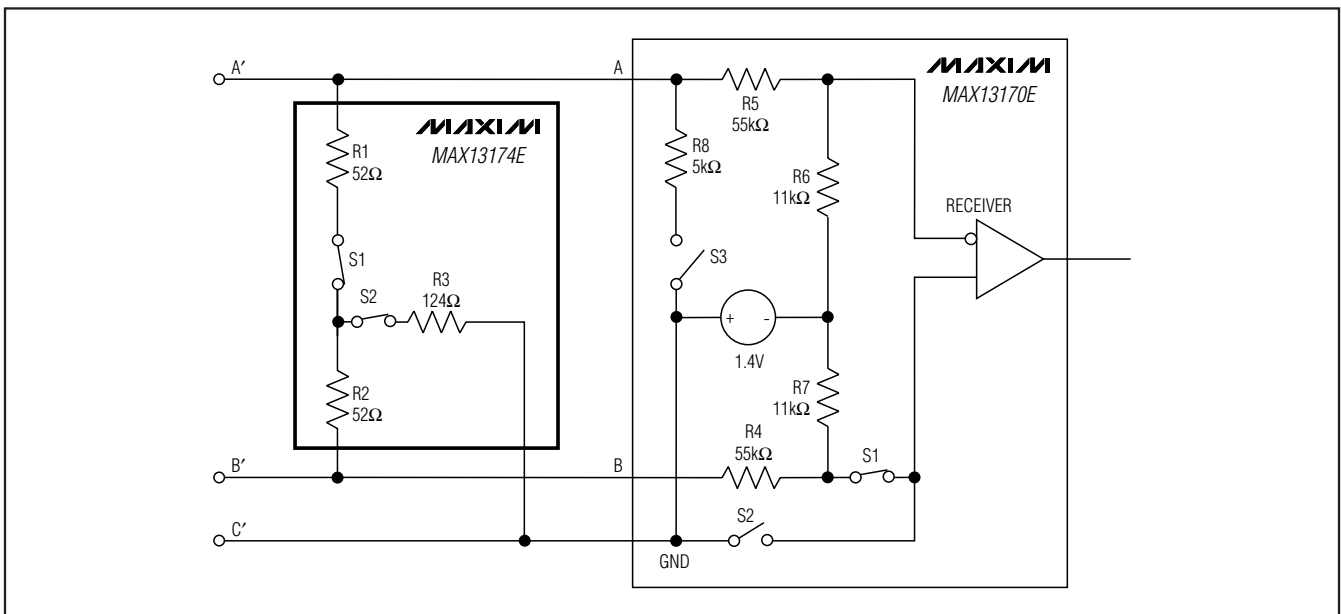 A′
A
MAXIM
MAX13170E
R5
55kΩ
MAXIM
MAX13174E
R1
52Ω
R8
5kΩ
R6
11kΩ
RECEIVER
S1
S3
S2
R3
124Ω
+ -
1.4V
R2
52Ω
R7
11kΩ
R4
55kΩ
S1
B′
B
C′
S2
GND